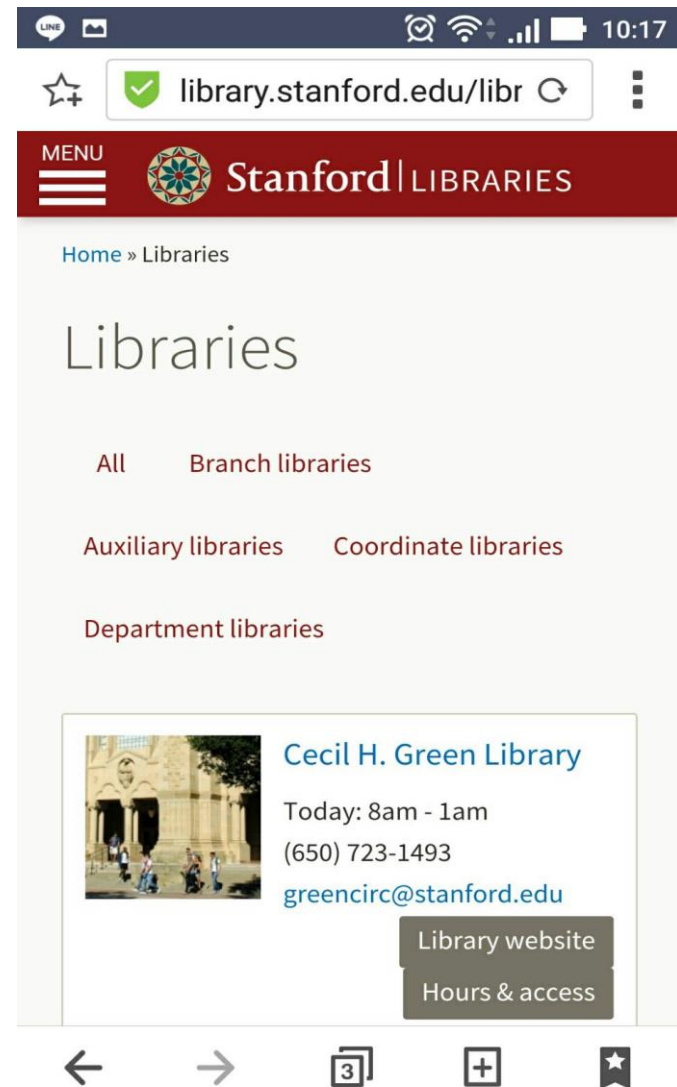 LINE 10:17
library.stanford.edu/libr
MENU
Stanford LIBRARIES
Home » Libraries
Libraries
All Branch libraries
Auxiliary libraries Coordinate libraries
Department libraries
Cecil H. Green Library
Today: 8am - 1am
(650) 723-1493
greencirc@stanford.edu
Library website
Hours & access
3